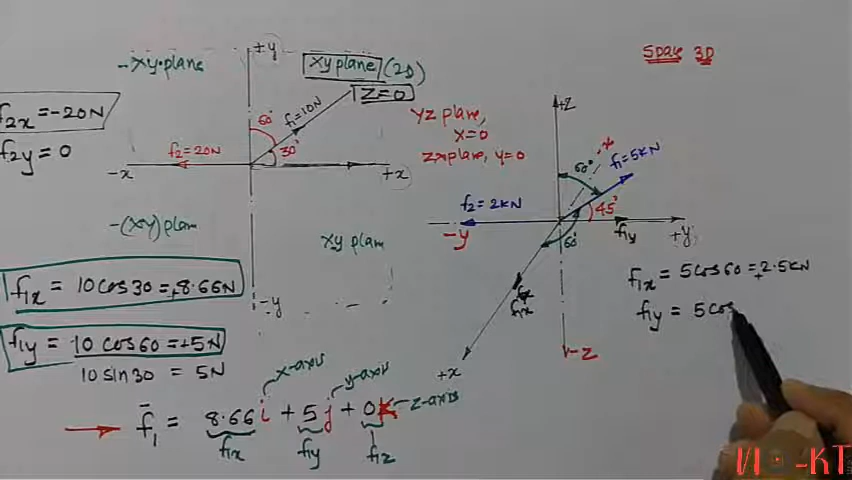 +y
-xy-plane
xy plane (2D)
z=0
5pace 3D
f2x = -20N
f2y = 0
60°
f1=10N
30°
f2=20N
-x
+x
yz plane,
x=0
zx plane, y=0
+z
-x
60°
f1=5kN
45°
f2=2kN
-y
f1y
+y
60°
-(xy) plane
xy plane
f1x = 10cos30 = +8.66N
-y
f1x
f1x = 5cos60 = +2.5kN
f1y = 5cos
f1y = 10cos60 = +5N
10sin30 = 5N
-z
+x
x-axis
y-axis
z-axis
f1 = 8.66i + 5j + 0k
f1x
f1y
f1z
-KT